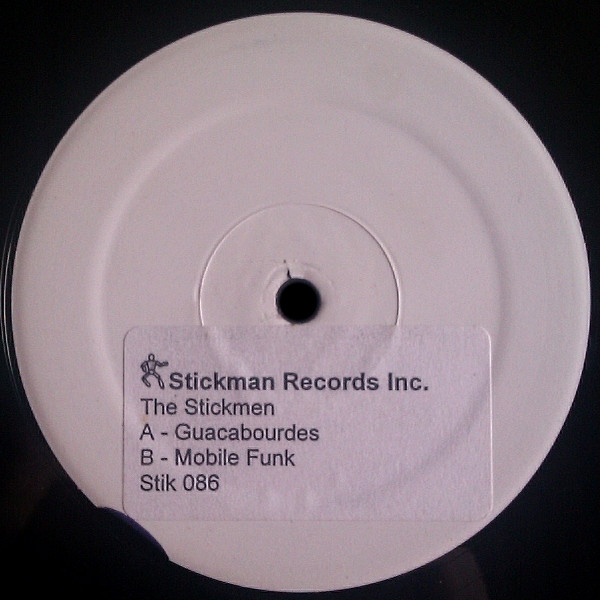 Stickman Records Inc.
The Stickmen
A - Guacabourdes
B - Mobile Funk
Stik 086